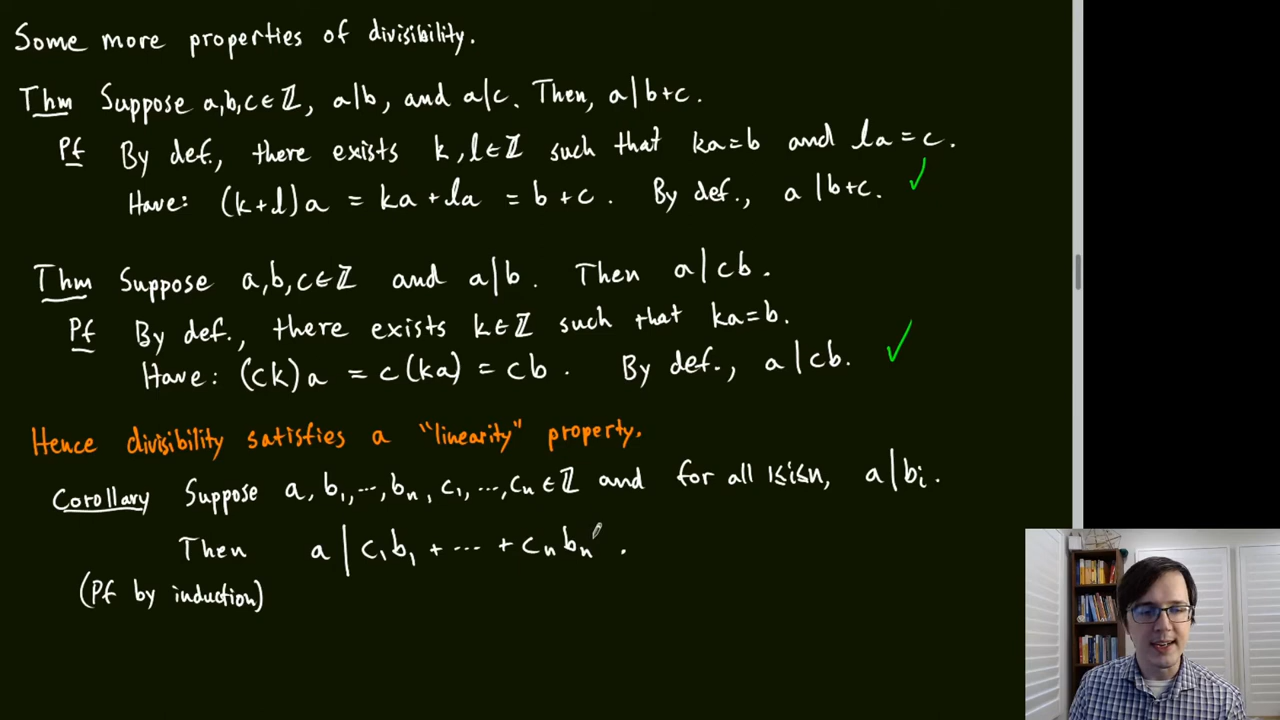 Some more properties of divisibility.
Thm Suppose a,b,c∈ℤ, a|b, and a|c. Then, a|b+c.
Pf By def., there exists k,l∈ℤ such that ka=b and la=c.
Have: (k+l)a = ka+la = b+c. By def., a|b+c. ✓
Thm Suppose a,b,c∈ℤ and a|b. Then a|cb.
Pf By def., there exists k∈ℤ such that ka=b.
Have: (ck)a = c(ka) = cb. By def., a|cb. ✓
Hence divisibility satisfies a "linearity" property.
Corollary Suppose a, b₁,...,bₙ, c₁,...,cₙ∈ℤ and for all 1≤i≤n, a|bᵢ.
Then a | c₁b₁ + ... + cₙbₙ.
(Pf by induction)